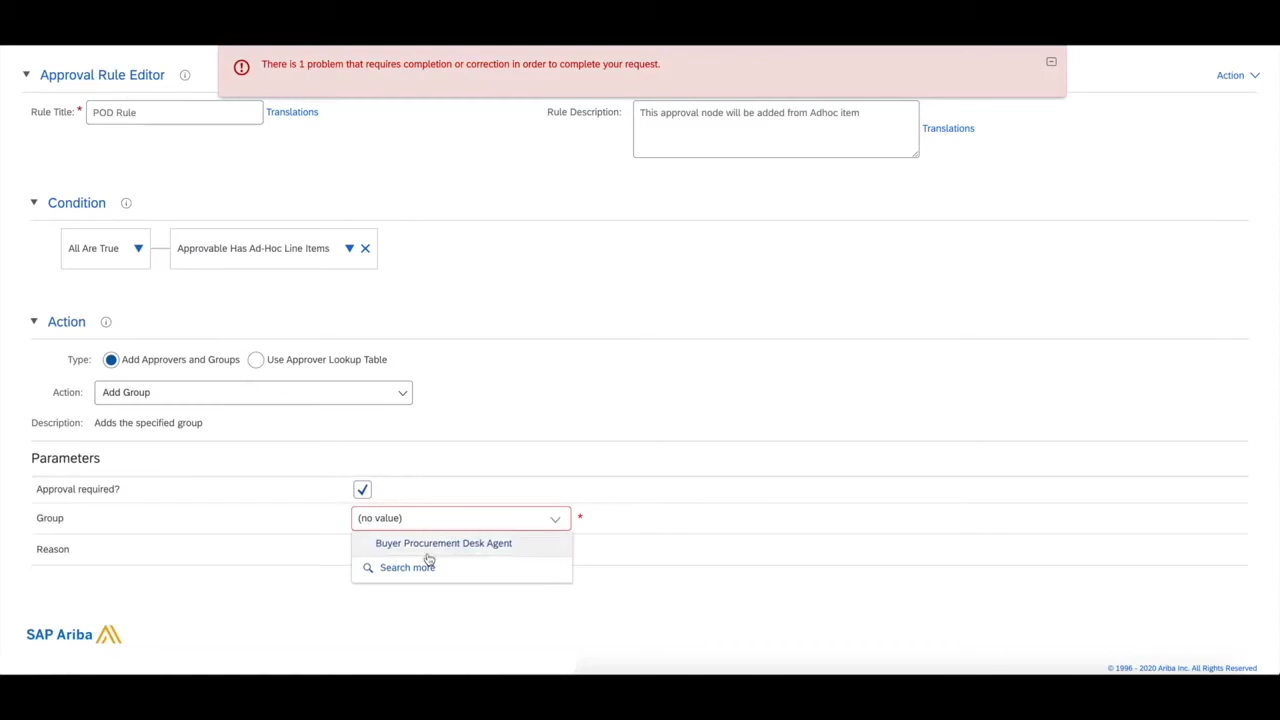 There is 1 problem that requires completion or correction in order to complete your request.
Approval Rule Editor
Action
Rule Title: * POD Rule Translations
Rule Description: This approval node will be added from Adhoc item Translations
Condition
All Are True Approvable Has Ad-Hoc Line Items
Action
Type: Add Approvers and Groups Use Approver Lookup Table
Action: Add Group
Description: Adds the specified group
Parameters
Approval required?
Group (no value) *
Buyer Procurement Desk Agent
Reason
Search more
SAP Ariba
© 1996 - 2020 Ariba Inc. All Rights Reserved